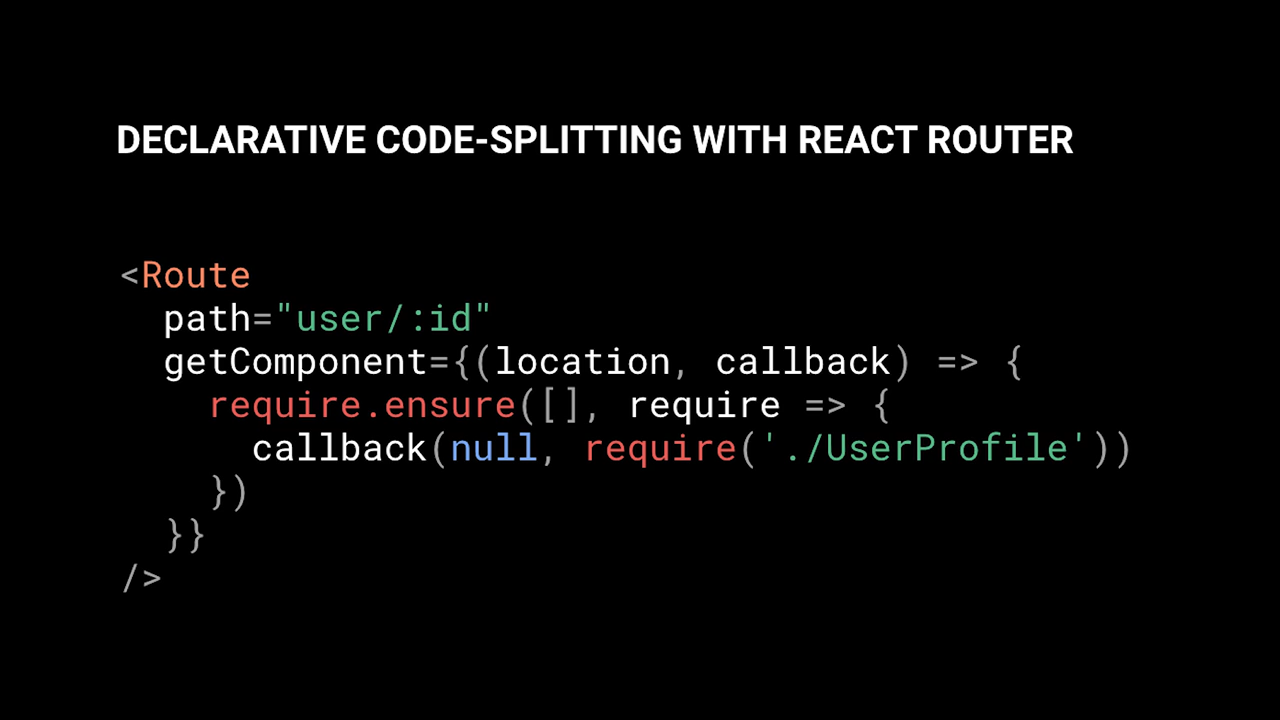 DECLARATIVE CODE-SPLITTING WITH REACT ROUTER
<Route
  path="user/:id"
  getComponent={(location, callback) => {
    require.ensure([], require => {
      callback(null, require('./UserProfile'))
    })
  }}
/>